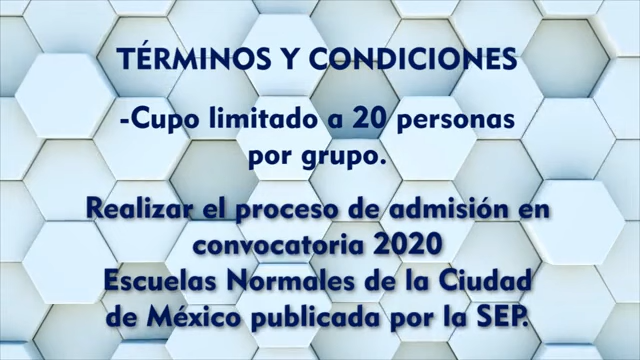 TÉRMINOS Y CONDICIONES
-Cupo limitado a 20 personas
por grupo.
Realizar el proceso de admisión en
convocatoria 2020
Escuelas Normales de la Ciudad
de México publicada por la SEP.